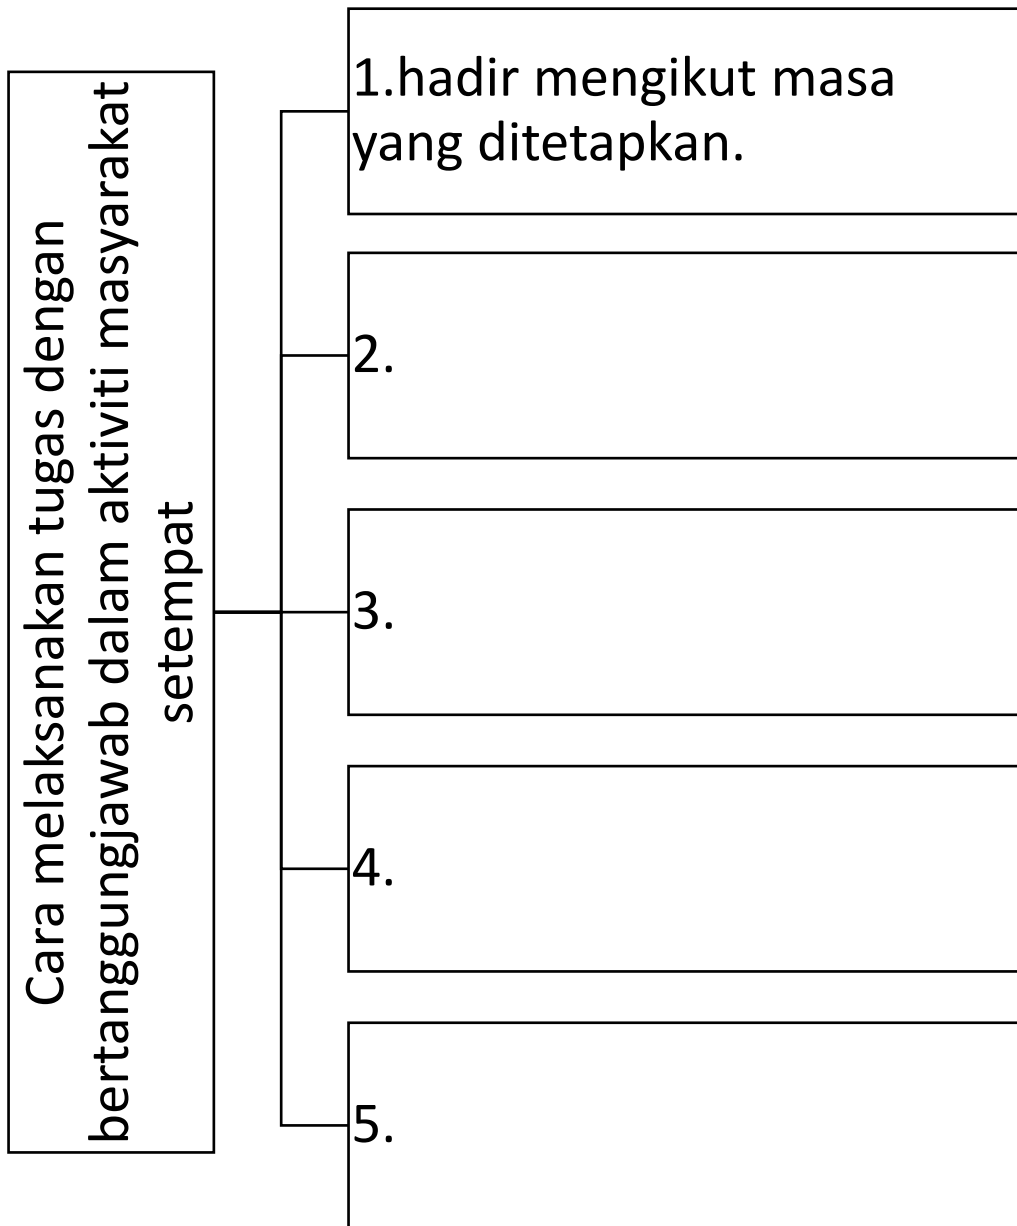 Cara melaksanakan tugas dengan
bertanggungjawab dalam aktiviti masyarakat
setempat
1.hadir mengikut masa
yang ditetapkan.
2.
3.
4.
5.